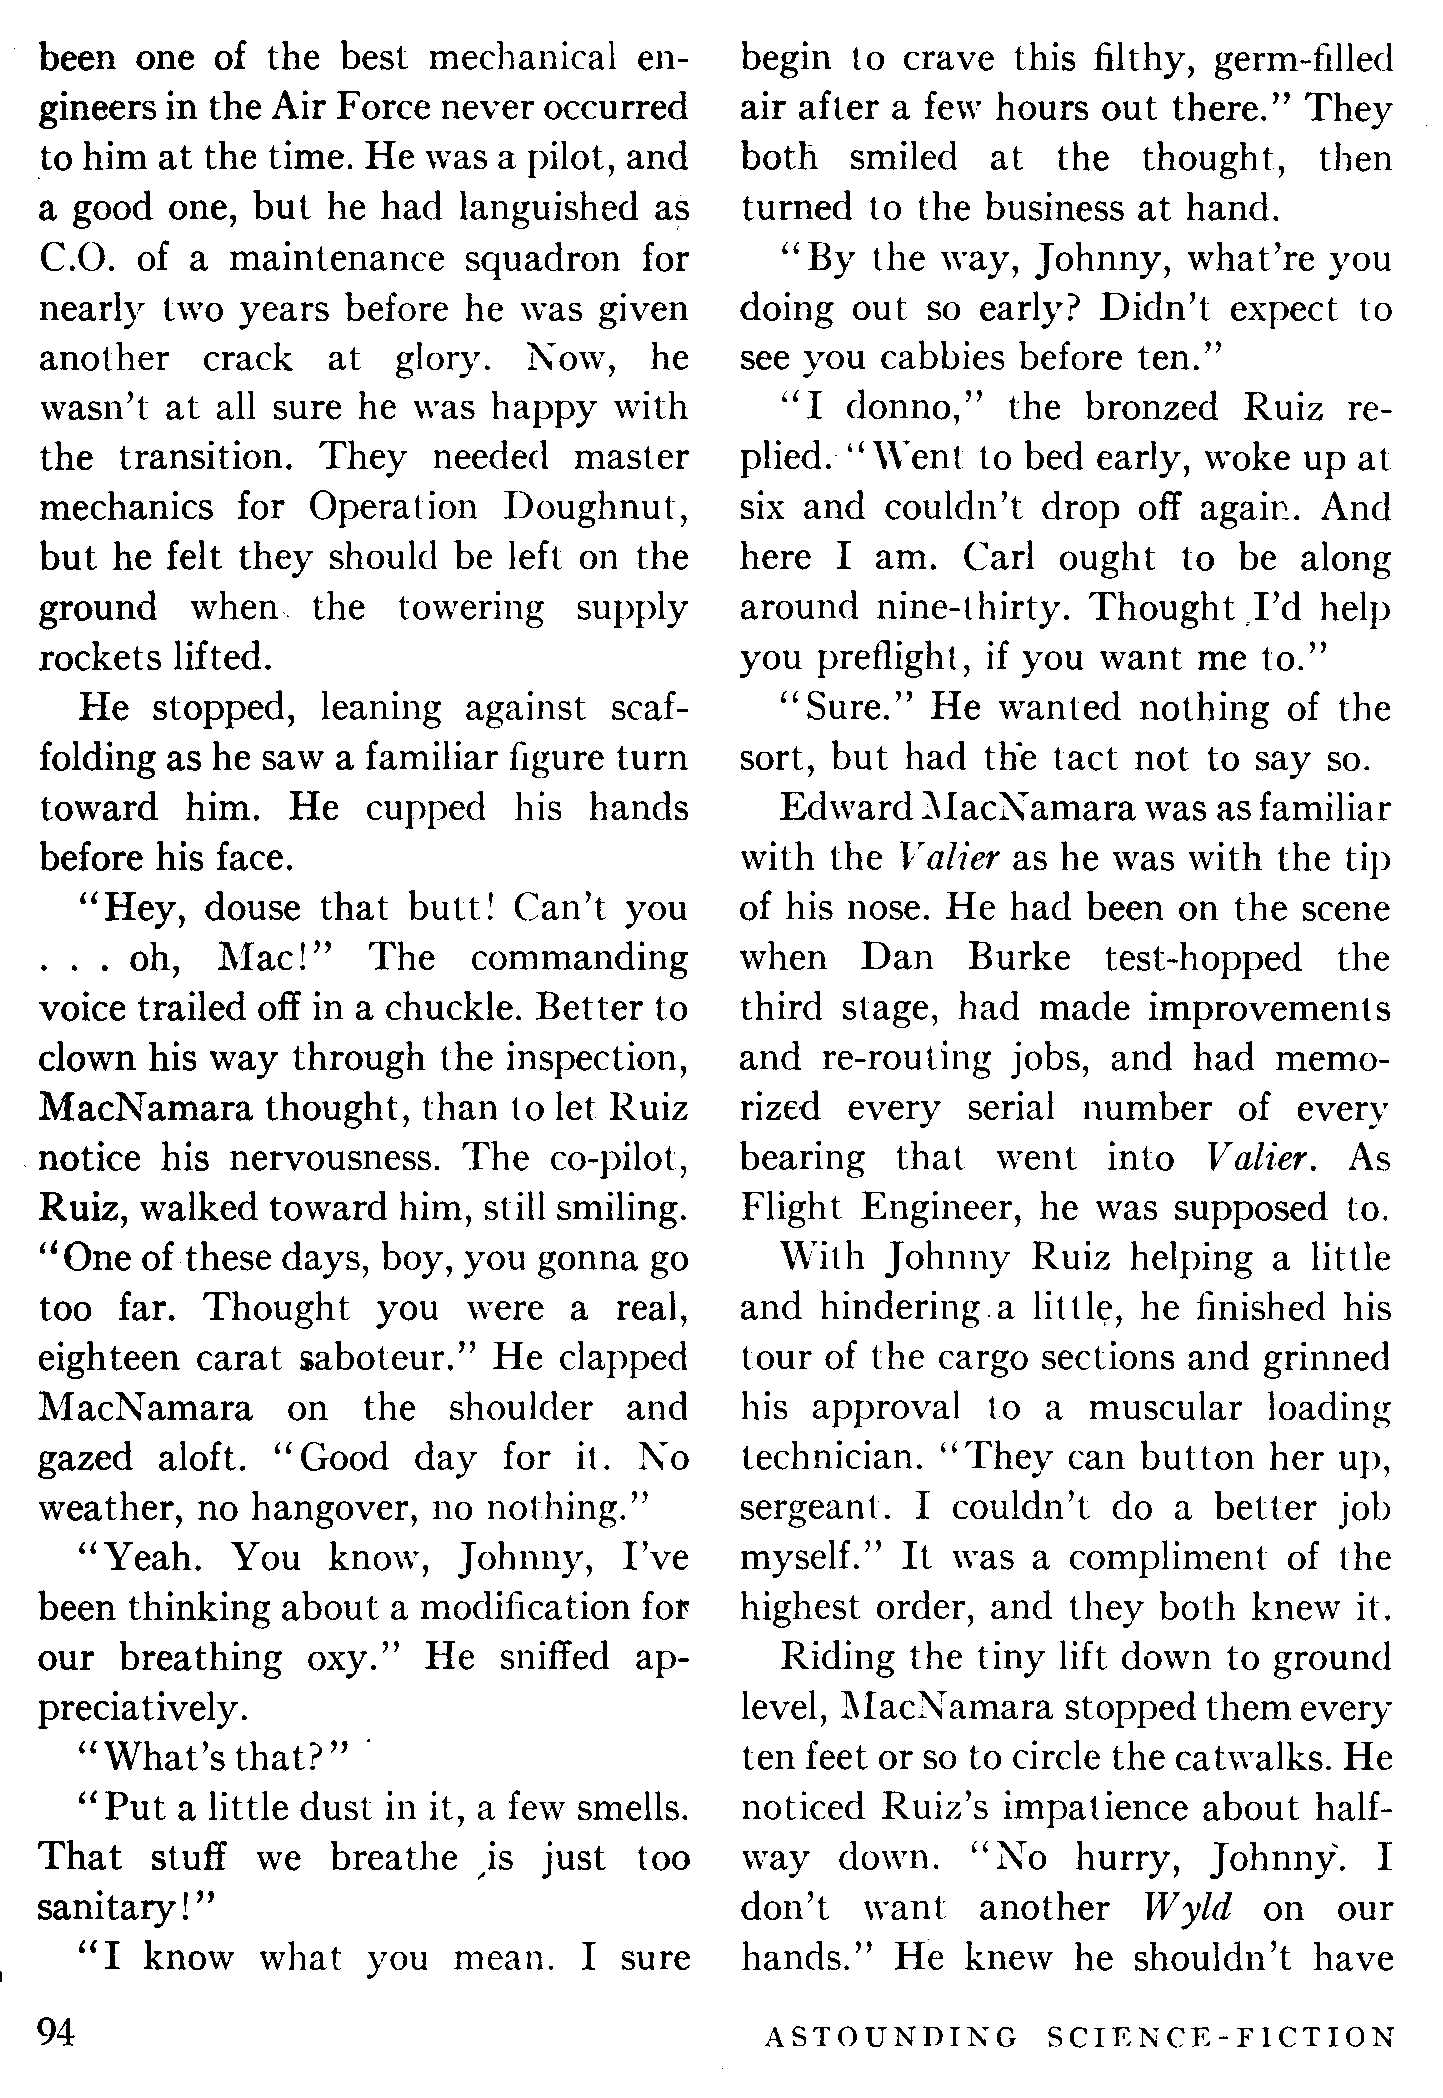 been one of the best mechanical en-
gineers in the Air Force never occurred
to him at the time. He was a pilot, and
a good one, but he had languished as
C.O. of a maintenance squadron for
nearly two years before he was given
another crack at glory. Now, he
wasn't at all sure he was happy with
the transition. They needed master
mechanics for Operation Doughnut,
but he felt they should be left on the
ground when the towering supply
rockets lifted.
He stopped, leaning against scaf-
folding as he saw a familiar figure turn
toward him. He cupped his hands
before his face.
"Hey, douse that butt! Can't you
. . . oh, Mac!" The commanding
voice trailed off in a chuckle. Better to
clown his way through the inspection,
MacNamara thought, than to let Ruiz
notice his nervousness. The co-pilot,
Ruiz, walked toward him, still smiling.
"One of these days, boy, you gonna go
too far. Thought you were a real,
eighteen carat saboteur." He clapped
MacNamara on the shoulder and
gazed aloft. "Good day for it. No
weather, no hangover, no nothing."
"Yeah. You know, Johnny, I've
been thinking about a modification for
our breathing oxy." He sniffed ap-
preciatively.
"What's that?"
"Put a little dust in it, a few smells.
That stuff we breathe is just too
sanitary!"
"I know what you mean. I sure
begin to crave this filthy, germ-filled
air after a few hours out there." They
both smiled at the thought, then
turned to the business at hand.
"By the way, Johnny, what're you
doing out so early? Didn't expect to
see you cabbies before ten."
"I donno," the bronzed Ruiz re-
plied. "Went to bed early, woke up at
six and couldn't drop off again. And
here I am. Carl ought to be along
around nine-thirty. Thought I'd help
you preflight, if you want me to."
"Sure." He wanted nothing of the
sort, but had the tact not to say so.
Edward MacNamara was as familiar
with the Valier as he was with the tip
of his nose. He had been on the scene
when Dan Burke test-hopped the
third stage, had made improvements
and re-routing jobs, and had memo-
rized every serial number of every
bearing that went into Valier. As
Flight Engineer, he was supposed to.
With Johnny Ruiz helping a little
and hindering a little, he finished his
tour of the cargo sections and grinned
his approval to a muscular loading
technician. "They can button her up,
sergeant. I couldn't do a better job
myself." It was a compliment of the
highest order, and they both knew it.
Riding the tiny lift down to ground
level, MacNamara stopped them every
ten feet or so to circle the catwalks. He
noticed Ruiz's impatience about half-
way down. "No hurry, Johnny. I
don't want another Wyld on our
hands." He knew he shouldn't have
94
ASTOUNDING SCIENCE-FICTION